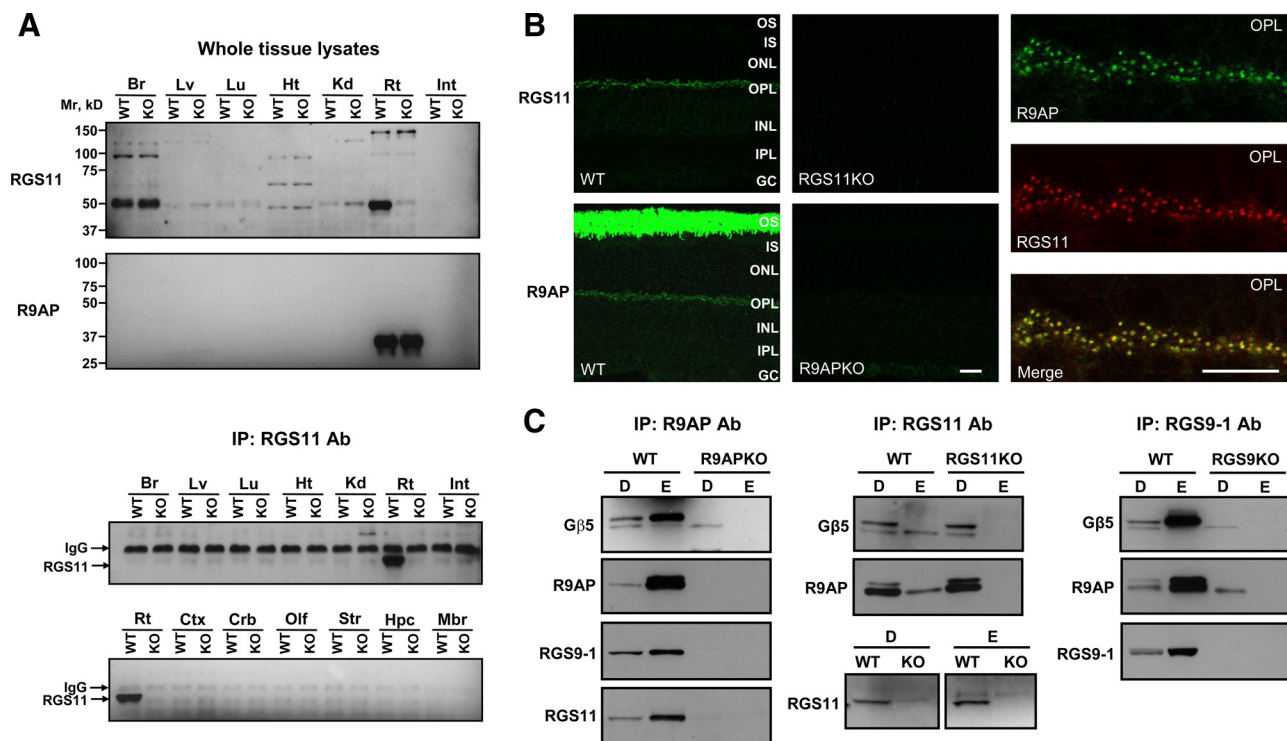 A
Whole tissue lysates
Br Lv Lu Ht Kd Rt Int
Mr, kD WT KO WT KO WT KO WT KO WT KO WT KO WT KO
150
100
75
RGS11
50
37
100
75
50
R9AP
37
25
IP: RGS11 Ab
Br Lv Lu Ht Kd Rt Int
WT KO WT KO WT KO WT KO WT KO WT KO WT KO
IgG
RGS11
Rt Ctx Crb Olf Str Hpc Mbr
WT KO WT KO WT KO WT KO WT KO WT KO WT KO
IgG
RGS11
B
RGS11
OS
IS
ONL
OPL
INL
IPL
GC
WT
RGS11KO
R9AP
OS
IS
ONL
OPL
INL
IPL
GC
WT
R9APKO
OPL
R9AP
OPL
RGS11
OPL
Merge
C
IP: R9AP Ab
WT R9APKO
D E D E
Gβ5
R9AP
RGS9-1
RGS11
IP: RGS11 Ab
WT RGS11KO
D E D E
Gβ5
R9AP
D E
WT KO WT KO
RGS11
IP: RGS9-1 Ab
WT RGS9KO
D E D E
Gβ5
R9AP
RGS9-1